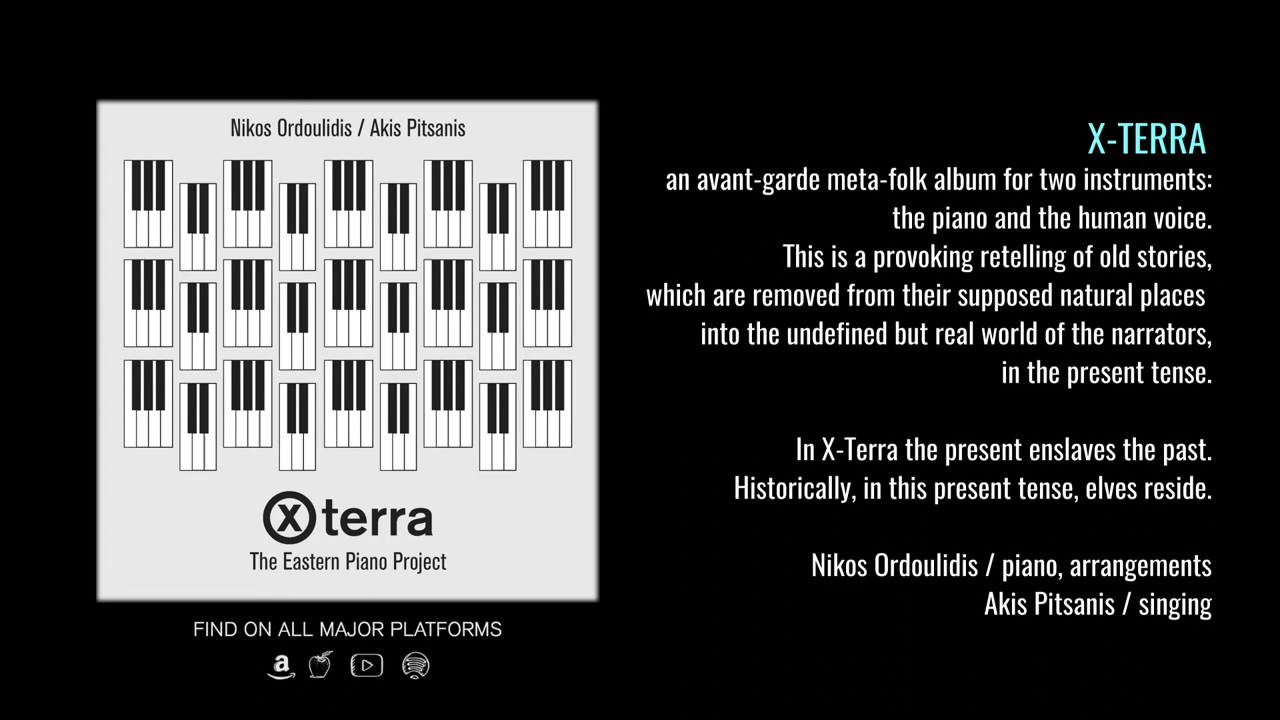 Nikos Ordoulidis / Akis Pitsanis
x terra
The Eastern Piano Project
FIND ON ALL MAJOR PLATFORMS
X-TERRA
an avant-garde meta-folk album for two instruments:
the piano and the human voice.
This is a provoking retelling of old stories,
which are removed from their supposed natural places
into the undefined but real world of the narrators,
in the present tense.
In X-Terra the present enslaves the past.
Historically, in this present tense, elves reside.
Nikos Ordoulidis / piano, arrangements
Akis Pitsanis / singing